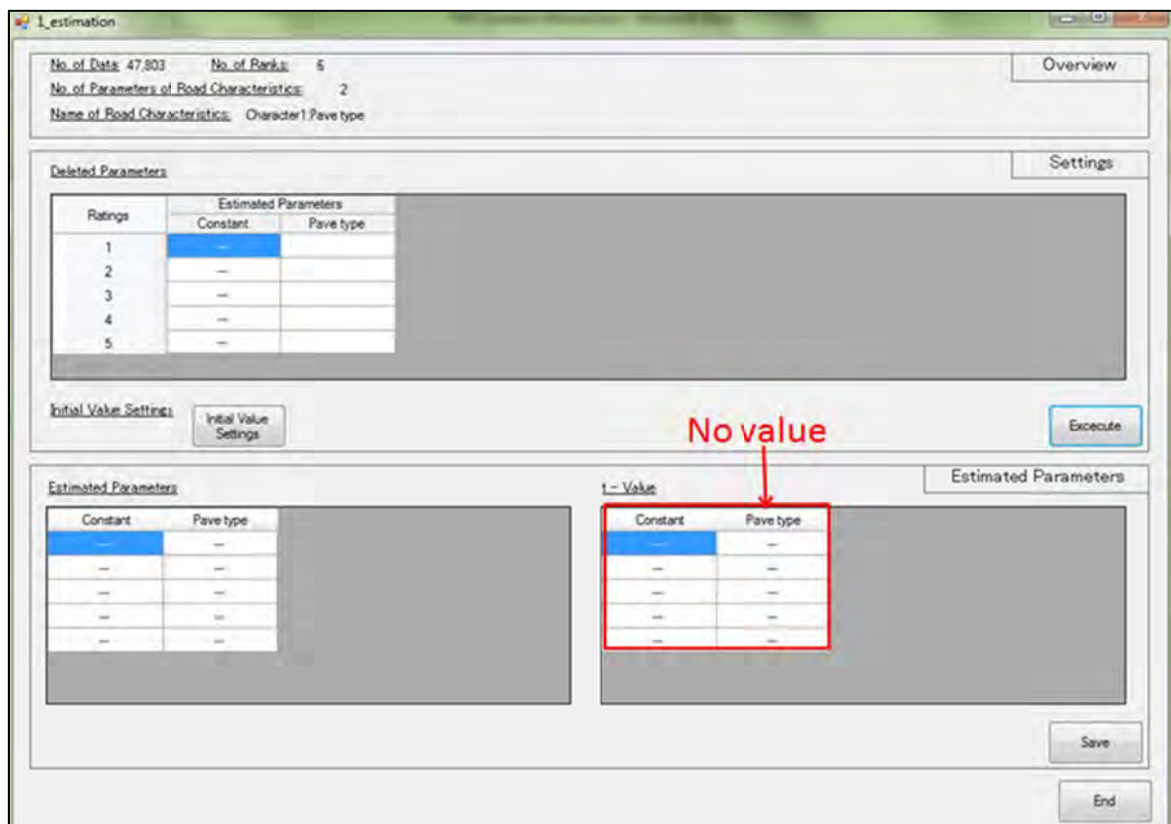 1_estimation
No. of Data: 47,803 No. of Ranks: 6
Overview
No. of Parameters of Road Characteristics: 2
Name of Road Characteristics: Character1:Pave type
Settings
Deleted Parameters
Ratings
Estimated Parameters
Constant Pave type
1 ---
2 ---
3 ---
4 ---
5 ---
Initial Value Settings
Initial Value
Settings
No value
Excecute
Estimated Parameters
Estimated Parameters
Constant Pave type
--- ---
--- ---
--- ---
--- ---
--- ---
t - Value
Constant Pave type
--- ---
--- ---
--- ---
--- ---
--- ---
Save
End